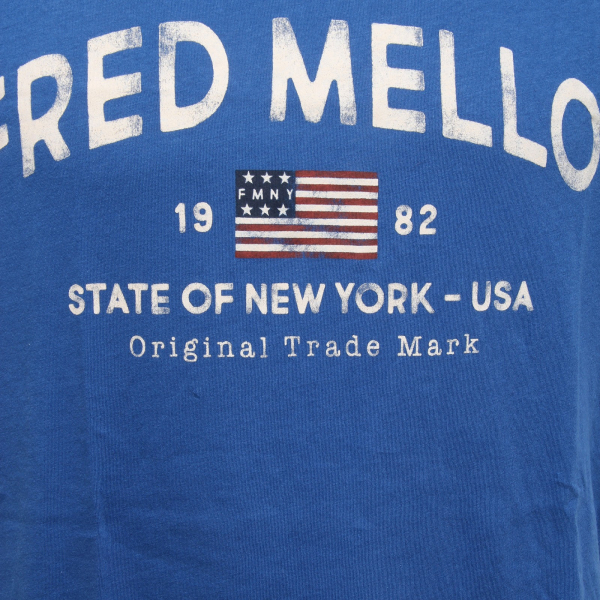 FRED MELLO
FMNY
19 82
STATE OF NEW YORK - USA
Original Trade Mark